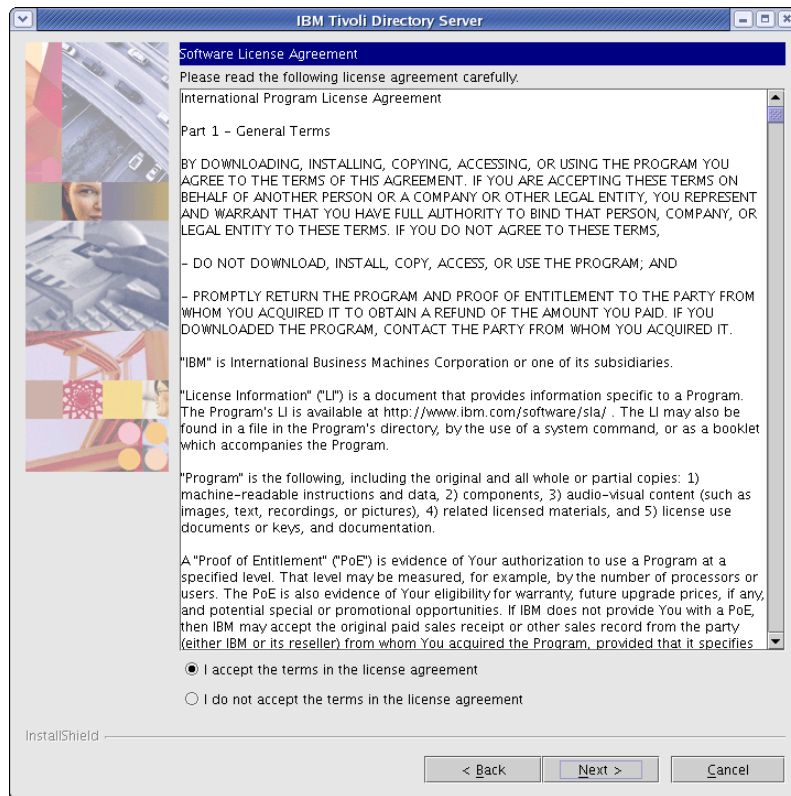 IBM Tivoli Directory Server
Software License Agreement
Please read the following license agreement carefully.
International Program License Agreement
Part 1 – General Terms
BY DOWNLOADING, INSTALLING, COPYING, ACCESSING, OR USING THE PROGRAM YOU
AGREE TO THE TERMS OF THIS AGREEMENT. IF YOU ARE ACCEPTING THESE TERMS ON
BEHALF OF ANOTHER PERSON OR A COMPANY OR OTHER LEGAL ENTITY, YOU REPRESENT
AND WARRANT THAT YOU HAVE FULL AUTHORITY TO BIND THAT PERSON, COMPANY, OR
LEGAL ENTITY TO THESE TERMS. IF YOU DO NOT AGREE TO THESE TERMS,
– DO NOT DOWNLOAD, INSTALL, COPY, ACCESS, OR USE THE PROGRAM; AND
– PROMPTLY RETURN THE PROGRAM AND PROOF OF ENTITLEMENT TO THE PARTY FROM
WHOM YOU ACQUIRED IT TO OBTAIN A REFUND OF THE AMOUNT YOU PAID. IF YOU
DOWNLOADED THE PROGRAM, CONTACT THE PARTY FROM WHOM YOU ACQUIRED IT.
"IBM" is International Business Machines Corporation or one of its subsidiaries.
"License Information" ("LI") is a document that provides information specific to a Program.
The Program's LI is available at http://www.ibm.com/software/sla/ . The LI may also be
found in a file in the Program's directory, by the use of a system command, or as a booklet
which accompanies the Program.
"Program" is the following, including the original and all whole or partial copies: 1)
machine-readable instructions and data, 2) components, 3) audio-visual content (such as
images, text, recordings, or pictures), 4) related licensed materials, and 5) license use
documents or keys, and documentation.
A "Proof of Entitlement" ("PoE") is evidence of Your authorization to use a Program at a
specified level. That level may be measured, for example, by the number of processors or
users. The PoE is also evidence of Your eligibility for warranty, future upgrade prices, if any,
and potential special or promotional opportunities. If IBM does not provide You with a PoE,
then IBM may accept the original paid sales receipt or other sales record from the party
(either IBM or its reseller) from whom You acquired the Program, provided that it specifies
I accept the terms in the license agreement
I do not accept the terms in the license agreement
InstallShield
< Back Next > Cancel